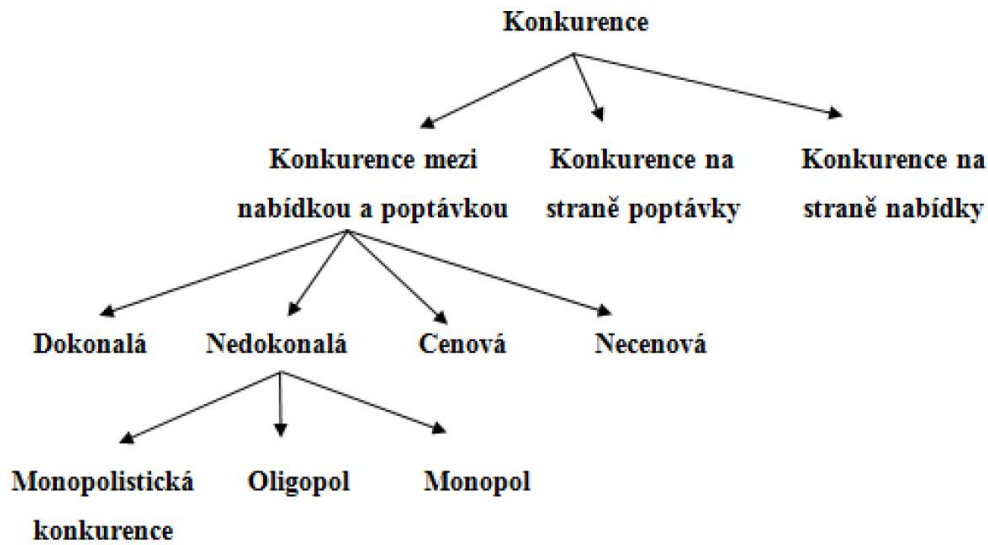 Konkurence
Konkurence mezi
nabídkou a poptávkou
Konkurence na
straně poptávky
Konkurence na
straně nabídky
Dokonalá
Nedokonalá
Cenová
Necenová
Monopolistická
konkurence
Oligopol
Monopol